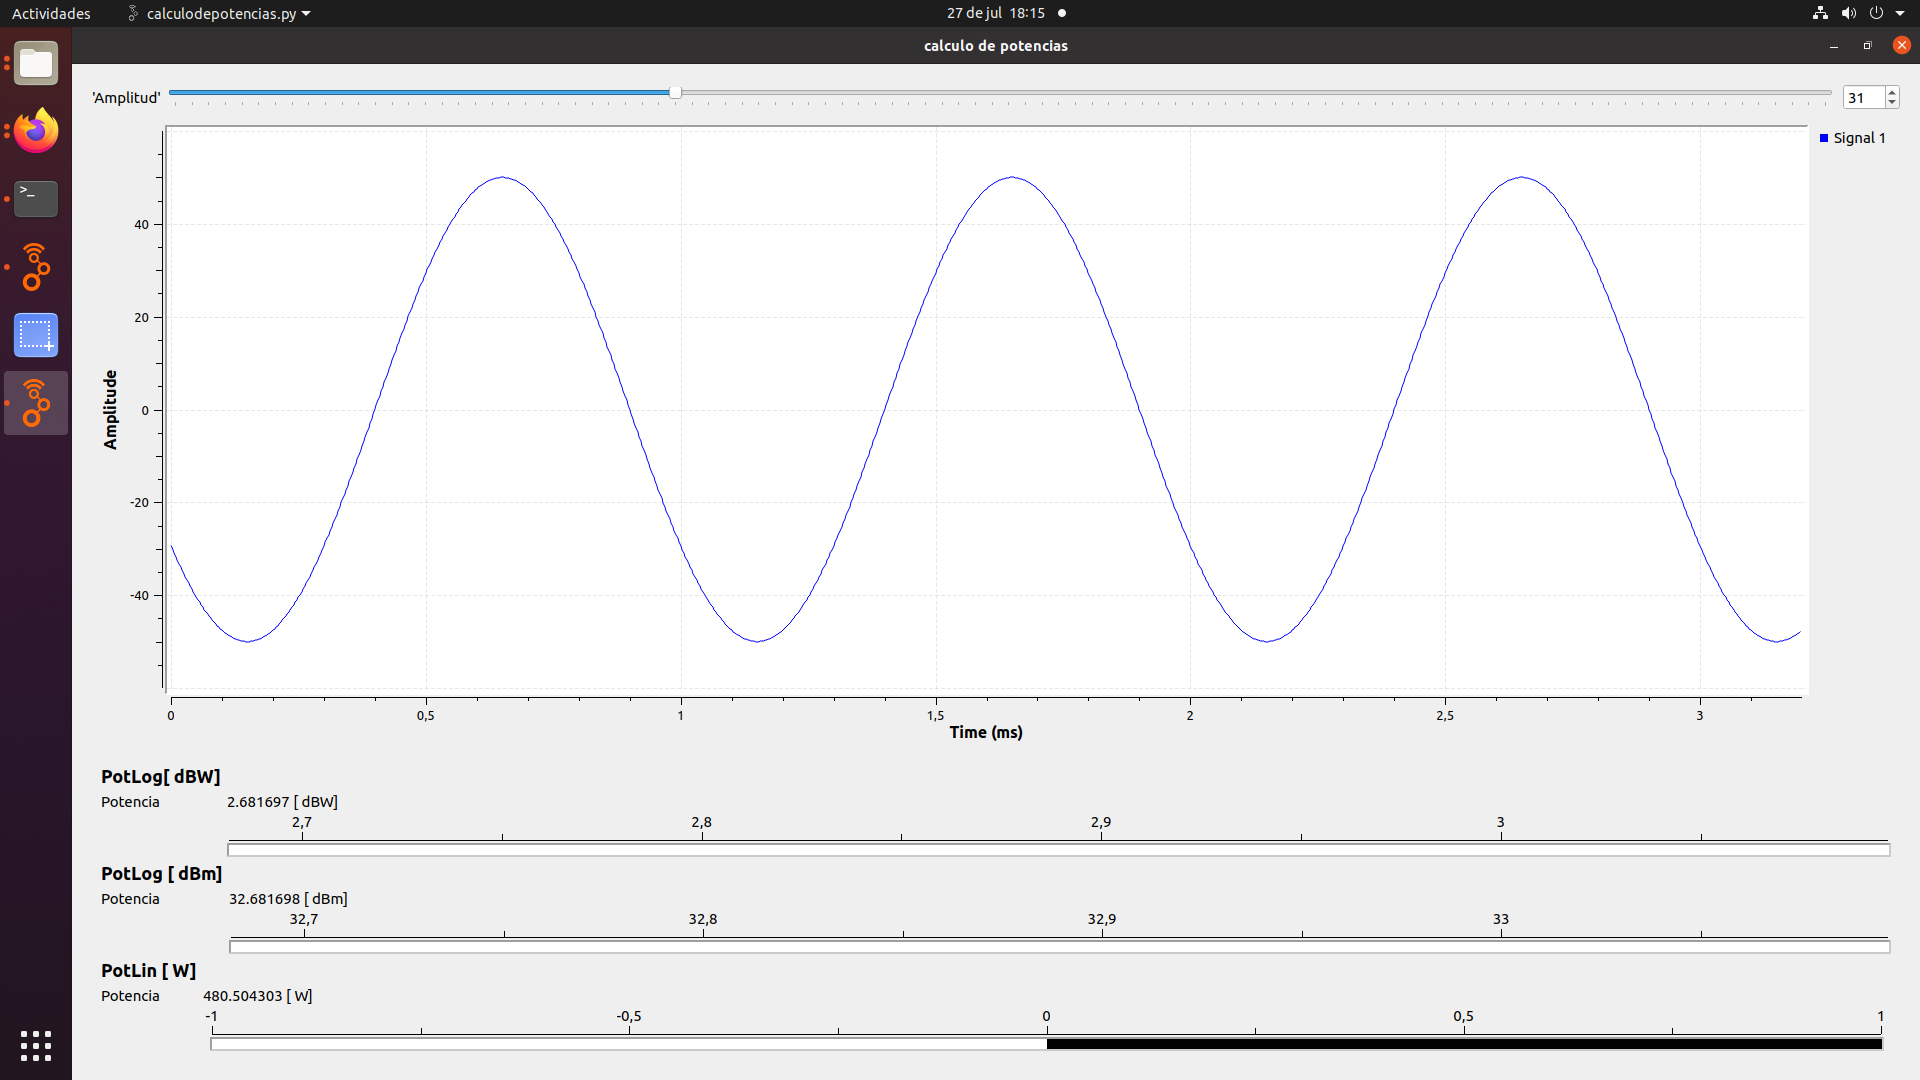 Actividades calculodepotencias.py 27 de jul 18:15
calculo de potencias
'Amplitud' 31
Signal 1
40
20
0
-20
-40
Amplitude
0 0,5 1 1,5 2 2,5 3
Time (ms)
PotLog[ dBW]
Potencia 2.681697 [ dBW]
2,7 2,8 2,9 3
PotLog [ dBm]
Potencia 32.681698 [ dBm]
32,7 32,8 32,9 33
PotLin [ W]
Potencia 480.504303 [ W]
-1 -0,5 0 0,5 1